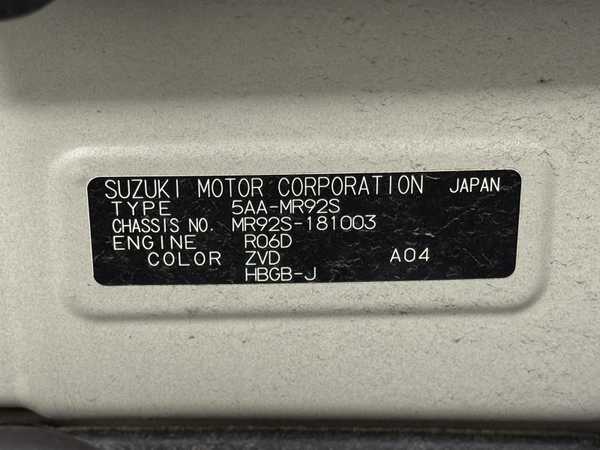 SUZUKI MOTOR CORPORATION JAPAN
TYPE 5AA-MR92S
CHASSIS NO. MR92S-181003
ENGINE R06D
COLOR ZVD A04
HBGB-J